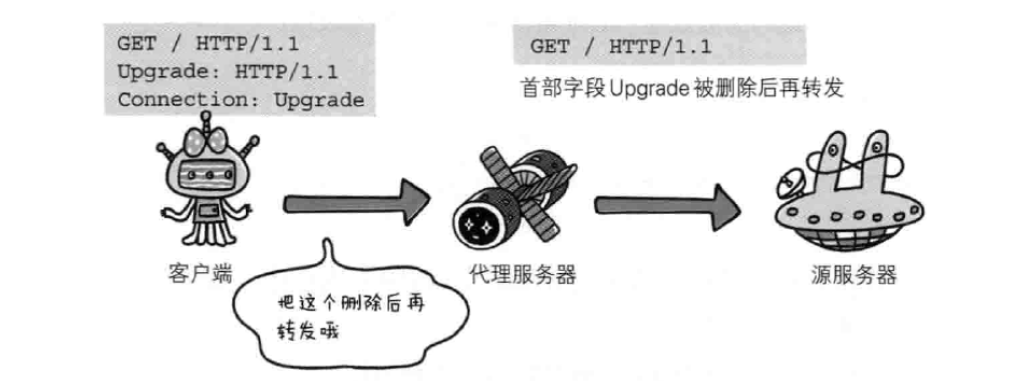 GET / HTTP/1.1
Upgrade: HTTP/1.1
Connection: Upgrade
GET / HTTP/1.1
首部字段Upgrade被删除后再转发
客户端
代理服务器
源服务器
把这个删除后再
转发哦